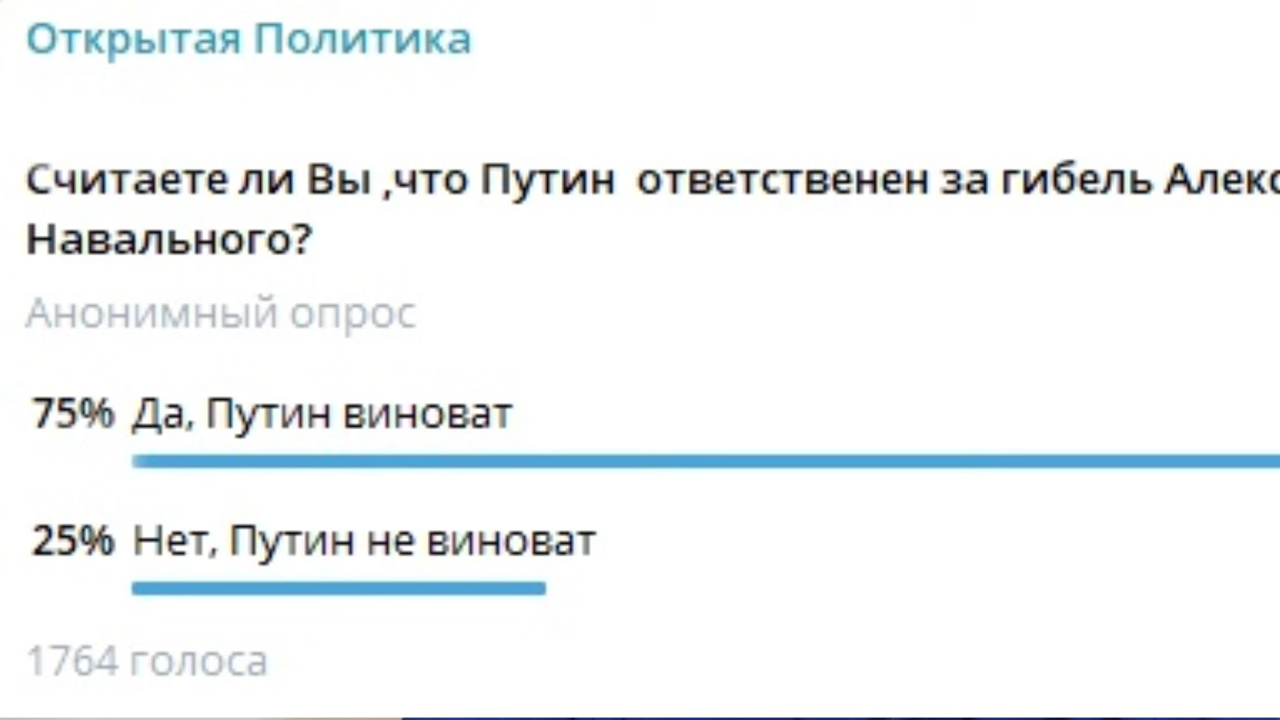 Открытая Политика
Считаете ли Вы ,что Путин ответственен за гибель
Навального?
Анонимный опрос
75% Да, Путин виноват
25% Нет, Путин не виноват
1764 голоса